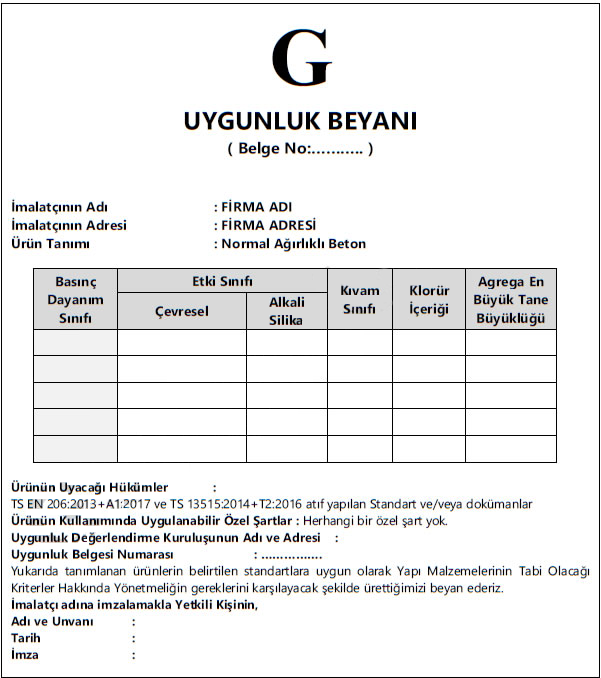 G
UYGUNLUK BEYANI
( Belge No:........... )
İmalatçının Adı : FİRMA ADI
İmalatçının Adresi : FİRMA ADRESİ
Ürün Tanımı : Normal Ağırlıklı Beton
Basınç Dayanım Sınıfı
Etki Sınıfı
Çevresel
Alkali Silika
Kıvam Sınıfı
Klorür İçeriği
Agrega En Büyük Tane Büyüklüğü
Ürünün Uyacağı Hükümler :
TS EN 206:2013+A1:2017 ve TS 13515:2014+T2:2016 atıf yapılan Standart ve/veya dokümanlar
Ürünün Kullanımında Uygulanabilir Özel Şartlar : Herhangi bir özel şart yok.
Uygunluk Değerlendirme Kuruluşunun Adı ve Adresi :
Uygunluk Belgesi Numarası : ................
Yukarıda tanımlanan ürünlerin belirtilen standartlara uygun olarak Yapı Malzemelerinin Tabi Olacağı
Kriterler Hakkında Yönetmeliğin gereklerini karşılayacak şekilde ürettiğimizi beyan ederiz.
İmalatçı adına imzalamakla Yetkili Kişinin,
Adı ve Unvanı :
Tarih :
İmza :